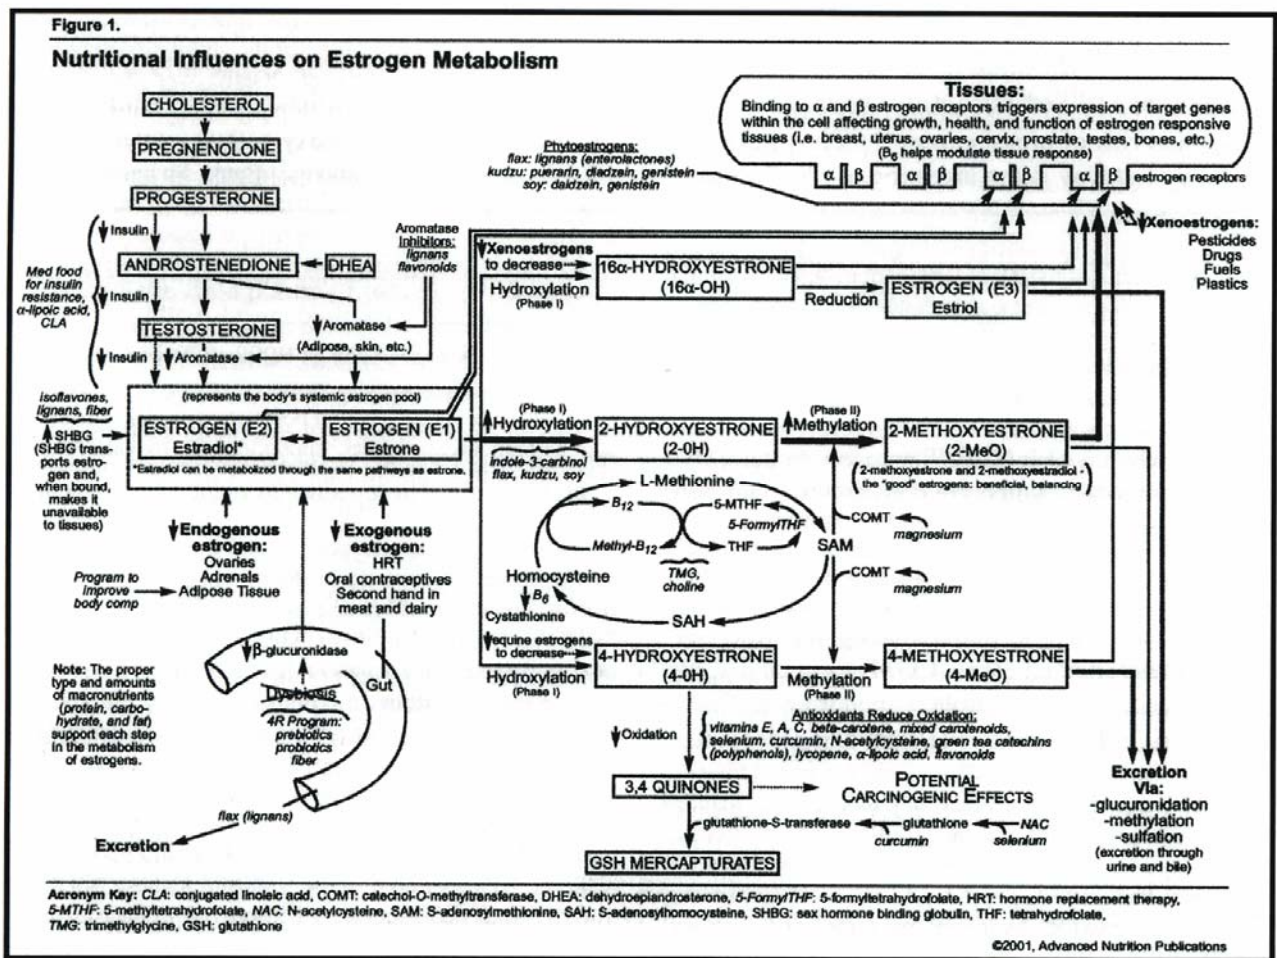 Figure 1.
Nutritional Influences on Estrogen Metabolism
CHOLESTEROL
PREGNENOLONE
PROGESTERONE
Insulin
ANDROSTENEDIONE
DHEA
Med food
for insulin
resistance,
α-lipoic acid,
CLA
Insulin
TESTOSTERONE
Insulin
Aromatase
Aromatase
Inhibitors:
lignans
flavonoids
Aromatase
(Adipose, skin, etc.)
Phytoestrogens:
flax: lignans (enterolactones)
kudzu: puerarin, diadzein, genistein
soy: daidzein, genistein
Tissues:
Binding to α and β estrogen receptors triggers expression of target genes
within the cell affecting growth, health, and function of estrogen responsive
tissues (i.e. breast, uterus, ovaries, cervix, prostate, testes, bones, etc.)
(B6 helps modulate tissue response)
α β α β α β α β estrogen receptors
Xenoestrogens:
Pesticides
Drugs
Fuels
Plastics
Xenoestrogens
to decrease
Hydroxylation
(Phase I)
16α-HYDROXYESTRONE
(16α-OH)
Reduction
ESTROGEN (E3)
Estriol
isoflavones,
lignans, fiber
SHBG
(SHBG trans-
ports estro-
gen and,
when bound,
makes it
unavailable
to tissues)
(represents the body's systemic estrogen pool)
ESTROGEN (E2)
Estradiol*
ESTROGEN (E1)
Estrone
*Estradiol can be metabolized through the same pathways as estrone.
(Phase I)
Hydroxylation
indole-3-carbinol
flax, kudzu, soy
2-HYDROXYESTRONE
(2-0H)
(Phase II)
Methylation
2-METHOXYESTRONE
(2-MeO)
(2-methoxyestrone and 2-methoxyestradiol -
the "good" estrogens: beneficial, balancing)
Endogenous
estrogen:
Ovaries
Adrenals
Adipose Tissue
Program to
improve
body comp
Exogenous
estrogen:
HRT
Oral contraceptives
Second hand in
meat and dairy
L-Methionine
B12
5-MTHF
5-FormylTHF
Methyl-B12
THF
TMG,
choline
SAM
COMT
magnesium
COMT
magnesium
Homocysteine
B6
Cystathionine
SAH
equine estrogens
to decrease
Hydroxylation
(Phase I)
4-HYDROXYESTRONE
(4-0H)
Methylation
(Phase II)
4-METHOXYESTRONE
(4-MeO)
β-glucuronidase
Dysbiosis
4R Program:
prebiotics
probiotics
fiber
Gut
Note: The proper
type and amounts
of macronutrients
(protein, carbo-
hydrate, and fat)
support each step
in the metabolism
of estrogens.
flax (lignans)
Excretion
Oxidation
Antioxidents Reduce Oxidation:
vitamins E, A, C, beta-carotene, mixed carotenoids,
selenium, curcumin, N-acetylcysteine, green tea catechins
(polyphenols), lycopene, α-lipoic acid, flavonoids
3,4 QUINONES
POTENTIAL
CARCINOGENIC EFFECTS
glutathione-S-transferase
glutathione
NAC
curcumin
selenium
GSH MERCAPTURATES
Excretion
Via:
-glucuronidation
-methylation
-sulfation
(excretion through
urine and bile)
Acronym Key: CLA: conjugated linoleic acid, COMT: catechol-O-methyltransferase, DHEA: dehydroepiandrosterone, 5-FormylTHF: 5-formyltetrahydrofolate, HRT: hormone replacement therapy,
5-MTHF: 5-methyltetrahydrofolate, NAC: N-acetylcysteine, SAM: S-adenosylmethionine, SAH: S-adenosylhomocysteine, SHBG: sex hormone binding globulin, THF: tetrahydrofolate,
TMG: trimethylglycine, GSH: glutathione
©2001, Advanced Nutrition Publications